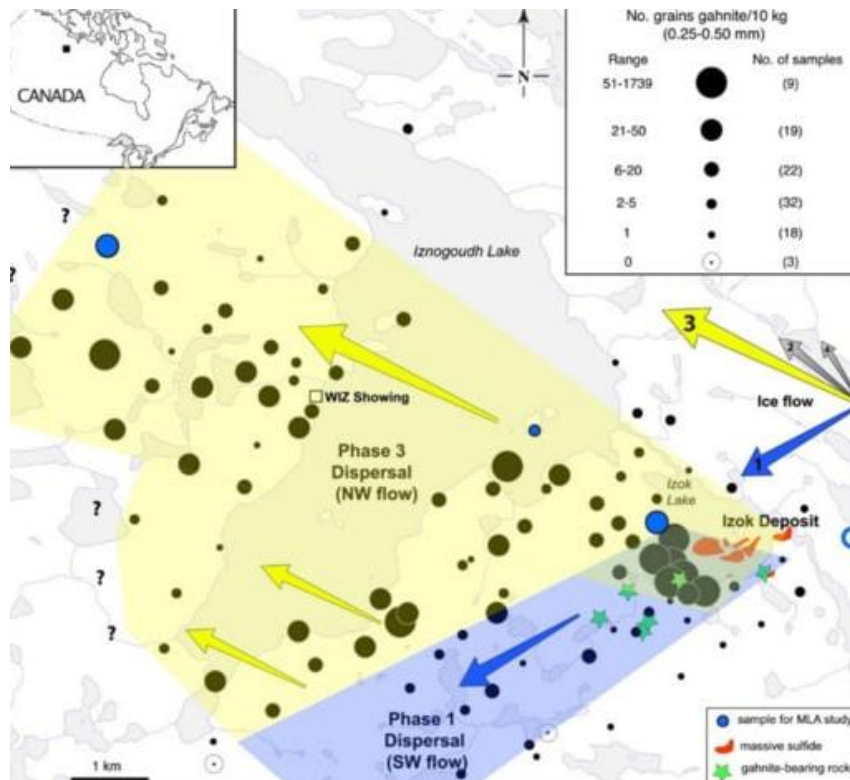 CANADA
N
No. grains gahnite/10 kg
(0.25-0.50 mm)
Range No. of samples
51-1739 (9)
21-50 (19)
6-20 (22)
2-5 (32)
1 (18)
0 (3)
?
Iznogoudh Lake
?
3
2
Ice flow
WIZ Showing
1
Phase 3
Dispersal
(NW flow)
Izok
Lake
Izok Deposit
?
?
?
Phase 1
Dispersal
(SW flow)
1 km
sample for MLA study
massive sulfide
gahnite-bearing rock